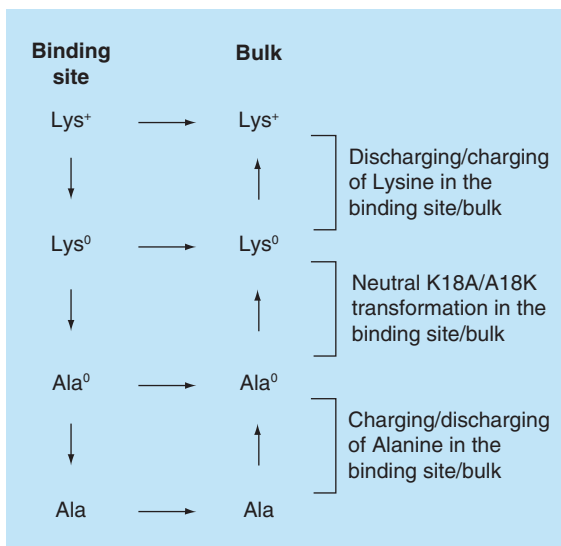 Binding
site
Bulk
Lys⁺
Lys⁺
Discharging/charging
of Lysine in the
binding site/bulk
Lys⁰
Lys⁰
Neutral K18A/A18K
transformation in the
binding site/bulk
Ala⁰
Ala⁰
Charging/discharging
of Alanine in the
binding site/bulk
Ala
Ala